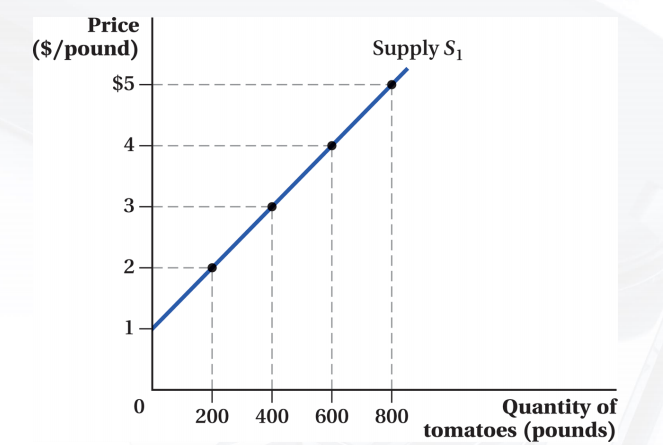 Price
($/pound)
Supply S1
$5
4
3
2
1
0
200 400 600 800
Quantity of
tomatoes (pounds)